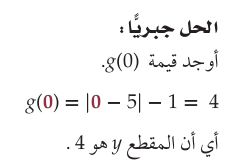 الحل جبريًّا :
أوجد قيمة g(0).
g(0) = |0 − 5| − 1 = 4
أي أن المقطع y هو 4 .